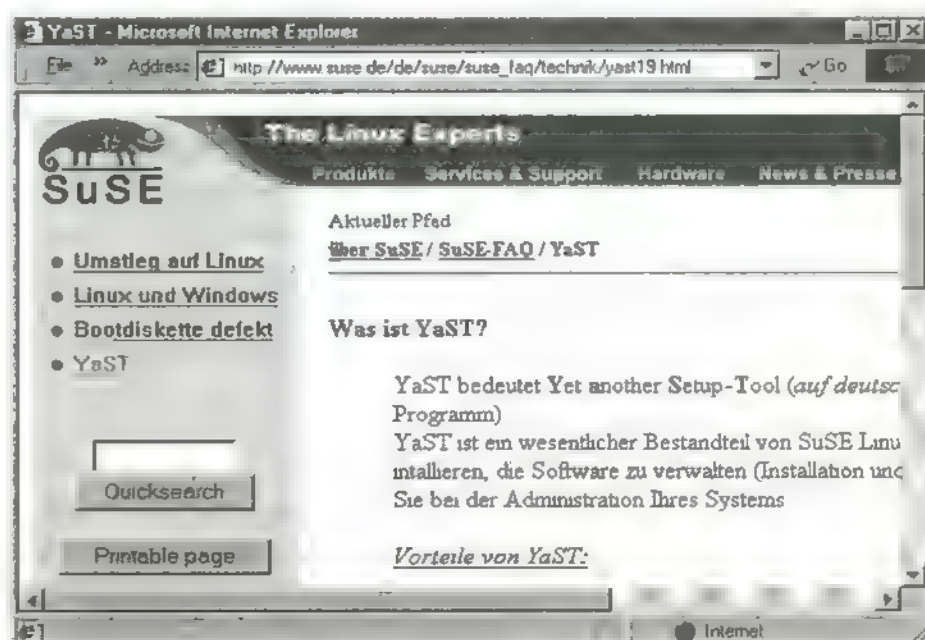 YaST - Microsoft Internet Explorer
File » Address http://www.suse.de/de/suse/suse_faq/technik/yast19.html Go
The Linux Experts
SuSE
Produkte Services & Support Hardware News & Presse
Aktueller Pfad
über SuSE / SuSE-FAQ / YaST
Umstieg auf Linux
Linux und Windows
Bootdiskette defekt
YaST
Quicksearch
Printable page
Was ist YaST?
YaST bedeutet Yet another Setup-Tool (auf deutsc
Programm)
YaST ist ein wesentlicher Bestandteil von SuSE Linu
intallieren, die Software zu verwalten (Installation und
Sie bei der Administration Ihres Systems
Vorteile von YaST:
Internet